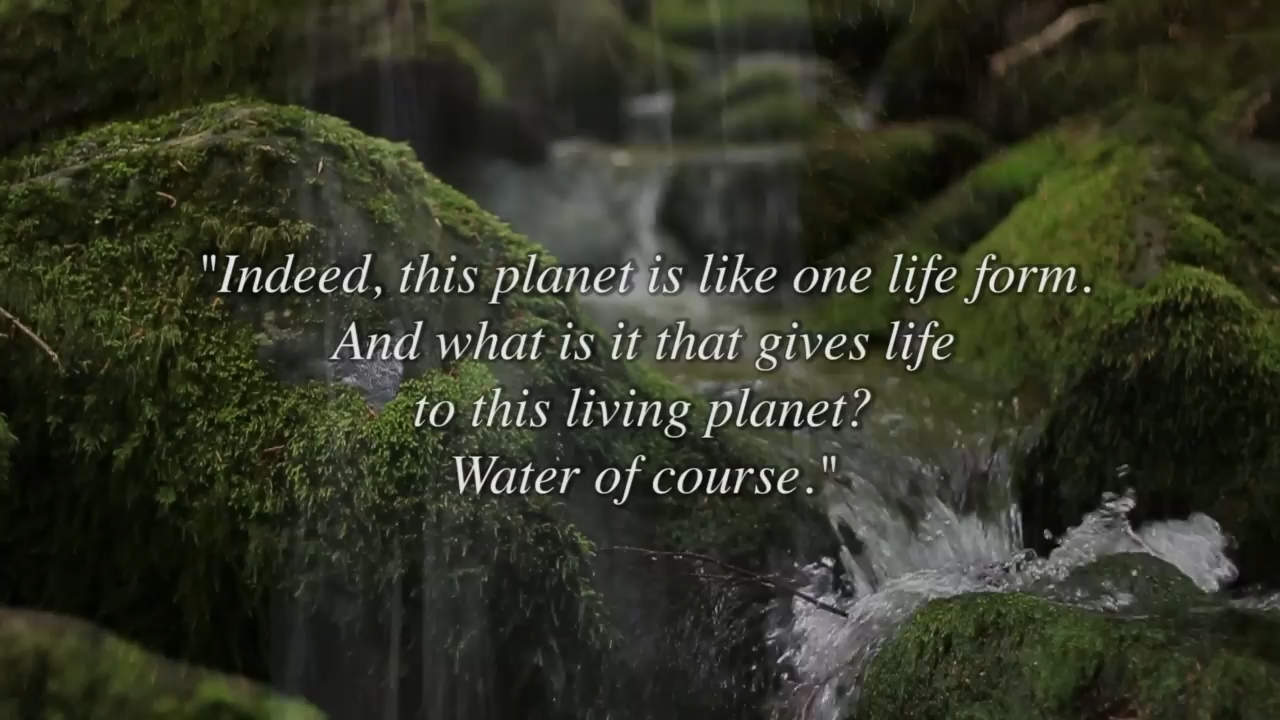 "Indeed, this planet is like one life form.
And what is it that gives life
to this living planet?
Water of course."